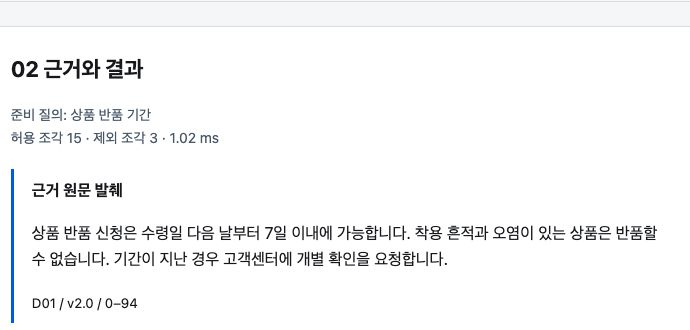 02 근거와 결과
준비 질의: 상품 반품 기간
허용 조각 15 · 제외 조각 3 · 1.02 ms
근거 원문 발췌
상품 반품 신청은 수령일 다음 날부터 7일 이내에 가능합니다. 착용 흔적과 오염이 있는 상품은 반품할
수 없습니다. 기간이 지난 경우 고객센터에 개별 확인을 요청합니다.
D01 / v2.0 / 0–94